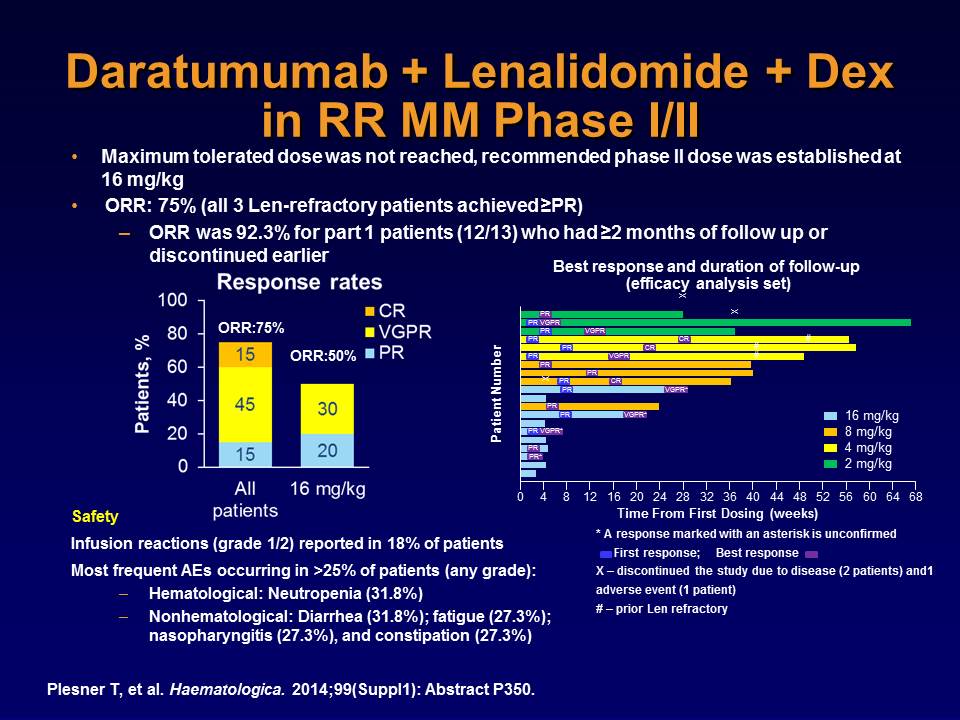 Daratumumab + Lenalidomide + Dex
in RR MM Phase I/II
• Maximum tolerated dose was not reached, recommended phase II dose was established at
16 mg/kg
• ORR: 75% (all 3 Len-refractory patients achieved ≥PR)
– ORR was 92.3% for part 1 patients (12/13) who had ≥2 months of follow up or
discontinued earlier
Response rates
100
80
60
40
20
0
Patients, %
ORR:75%
ORR:50%
CR
VGPR
PR
15
45
15
30
20
All
patients
16 mg/kg
Best response and duration of follow-up
(efficacy analysis set)
X
X
Patient Number
PR
PR VGPR
PR VGPR
PR CR #
PR CR #
PR VGPR #
PR
PR
X PR CR
PR VGPR*
PR
PR VGPR*
PR VGPR*
PR
PR*
16 mg/kg
8 mg/kg
4 mg/kg
2 mg/kg
0 4 8 12 16 20 24 28 32 36 40 44 48 52 56 60 64 68
Time From First Dosing (weeks)
* A response marked with an asterisk is unconfirmed
First response; Best response
X – discontinued the study due to disease (2 patients) and1
adverse event (1 patient)
# – prior Len refractory
Safety
Infusion reactions (grade 1/2) reported in 18% of patients
Most frequent AEs occurring in >25% of patients (any grade):
– Hematological: Neutropenia (31.8%)
– Nonhematological: Diarrhea (31.8%); fatigue (27.3%);
nasopharyngitis (27.3%), and constipation (27.3%)
Plesner T, et al. Haematologica. 2014;99(Suppl1): Abstract P350.